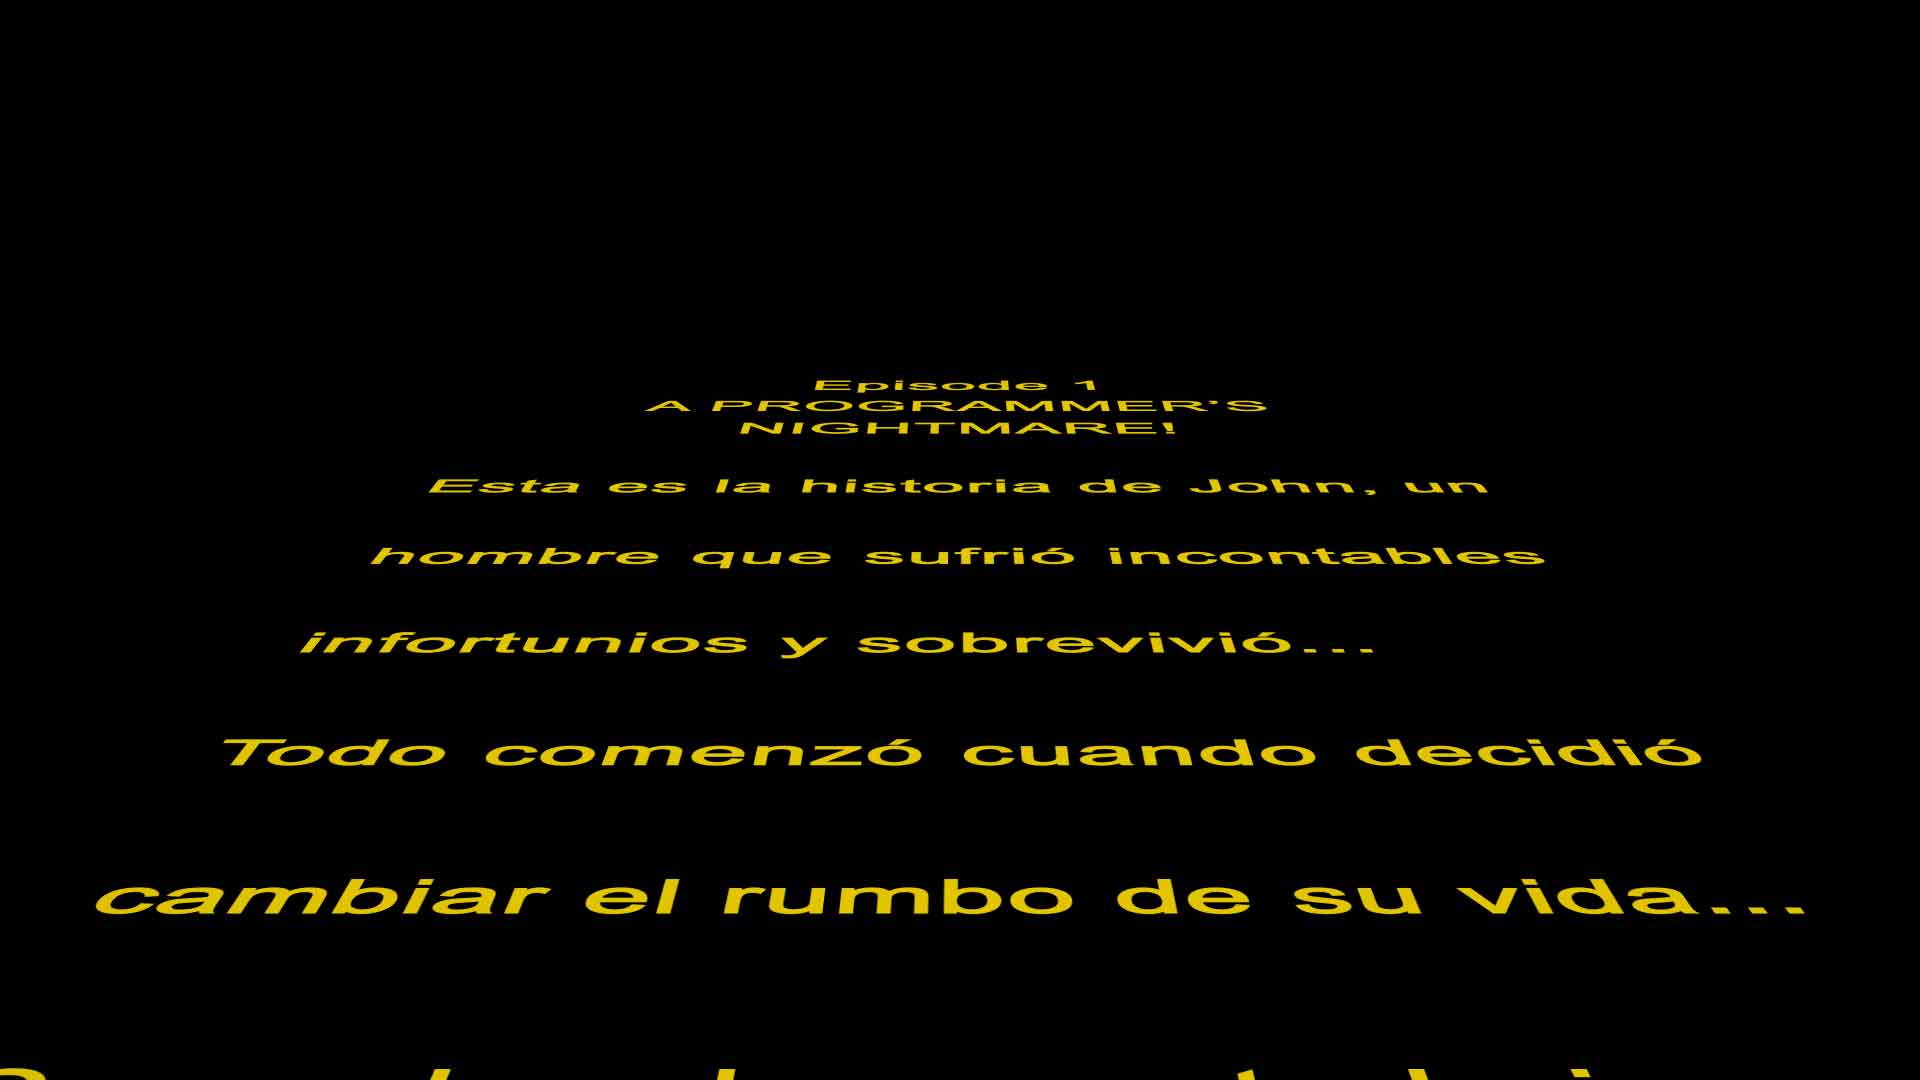 Episode 1
A PROGRAMMER'S
NIGHTMARE!
Esta es la historia de John, un
hombre que sufrió incontables
infortunios y sobrevivió...
Todo comenzó cuando decidió
cambiar el rumbo de su vida...